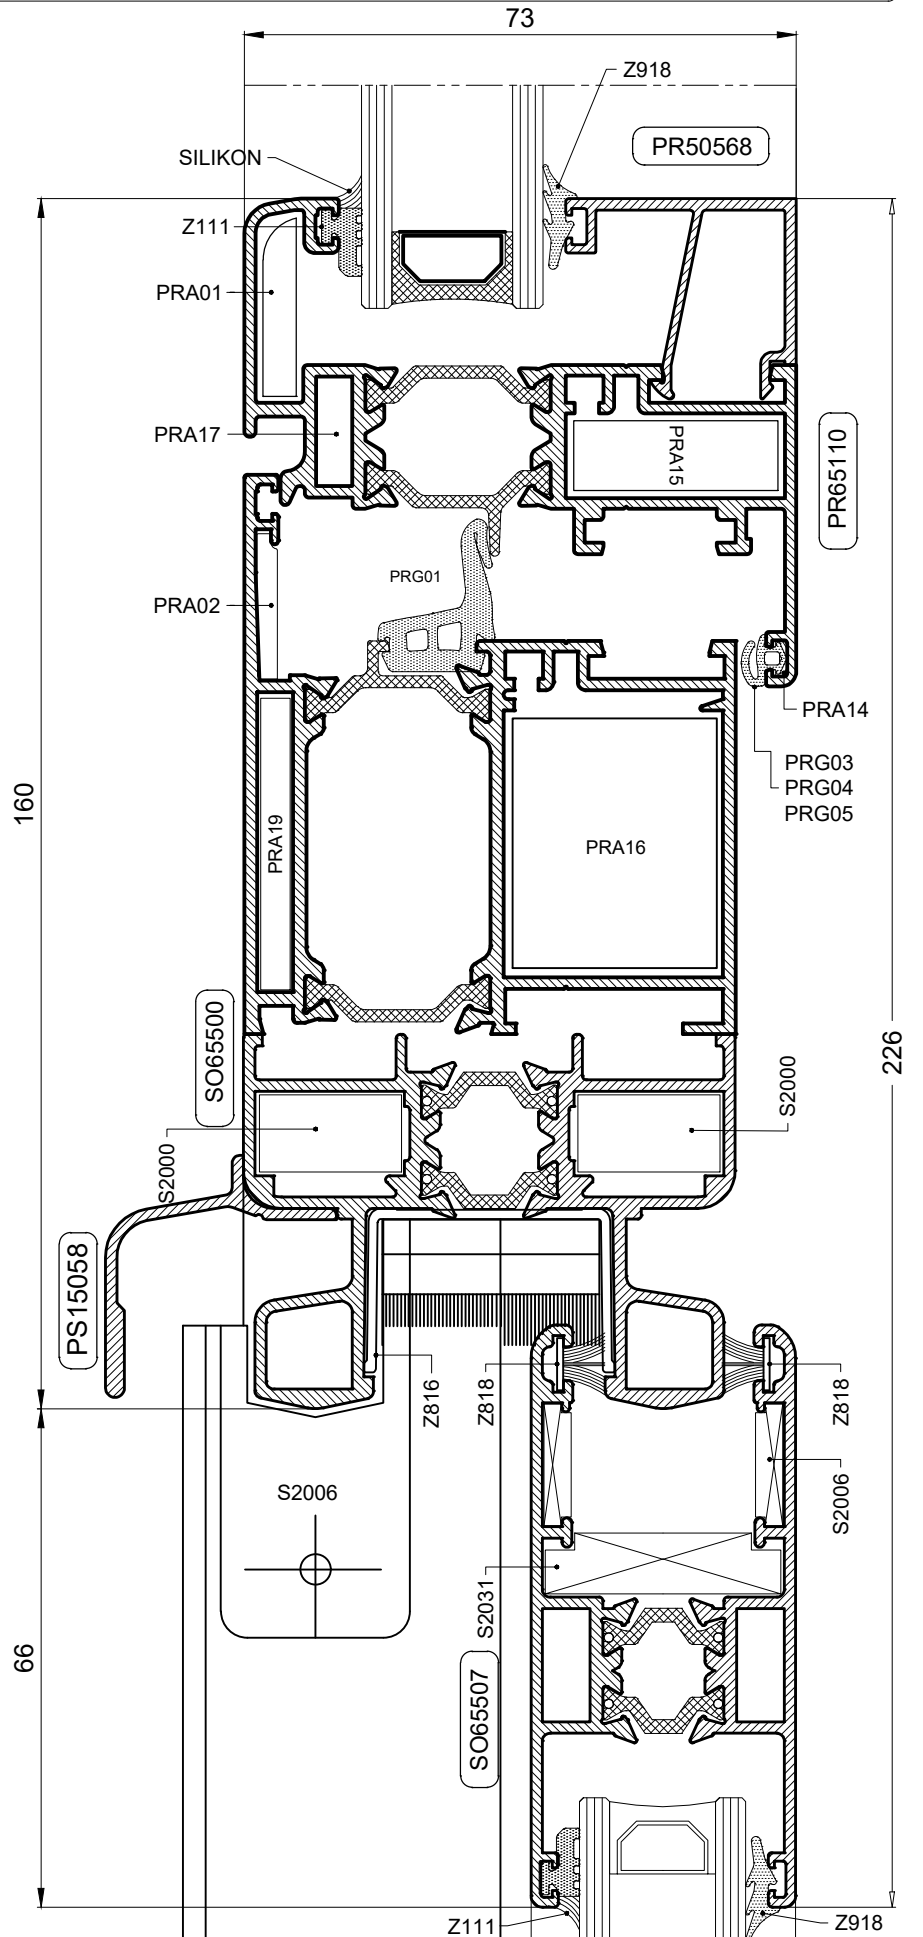 73
Z918
PR50568
SILIKON
Z111
PRA01
PRA17
PRA15
PR65110
PRG01
PRA02
PRA14
PRG03
PRG04
PRG05
160
PRA19
PRA16
SO65500
226
S2000
S2000
PS15058
Z816
Z818
Z818
S2006
S2006
S2031
66
SO65507
Z111
Z918